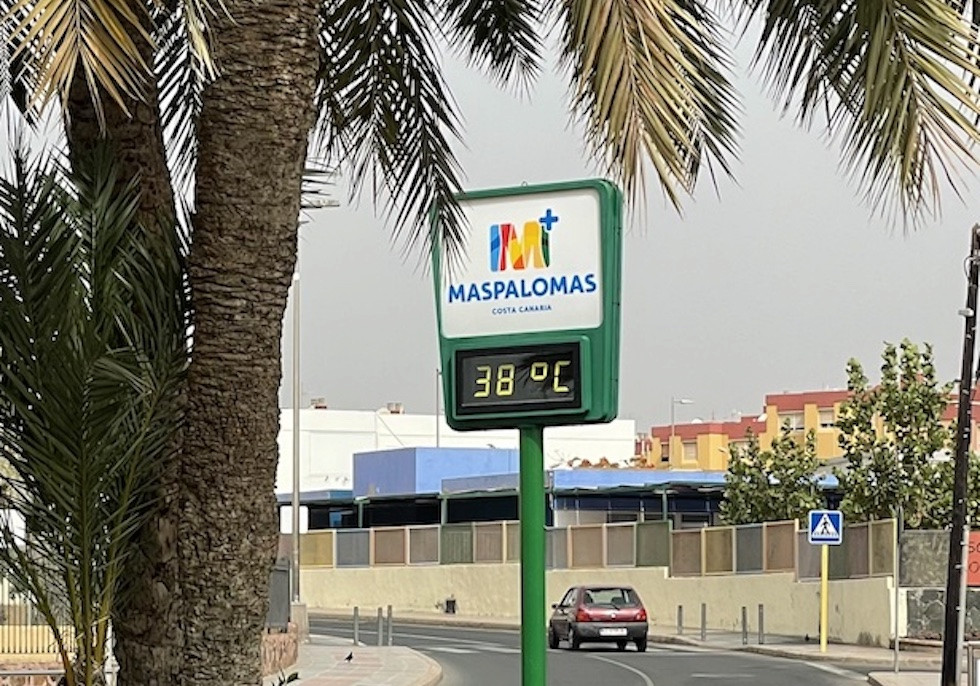 M+
MASPALOMAS
COSTA CANARIA
38 °C